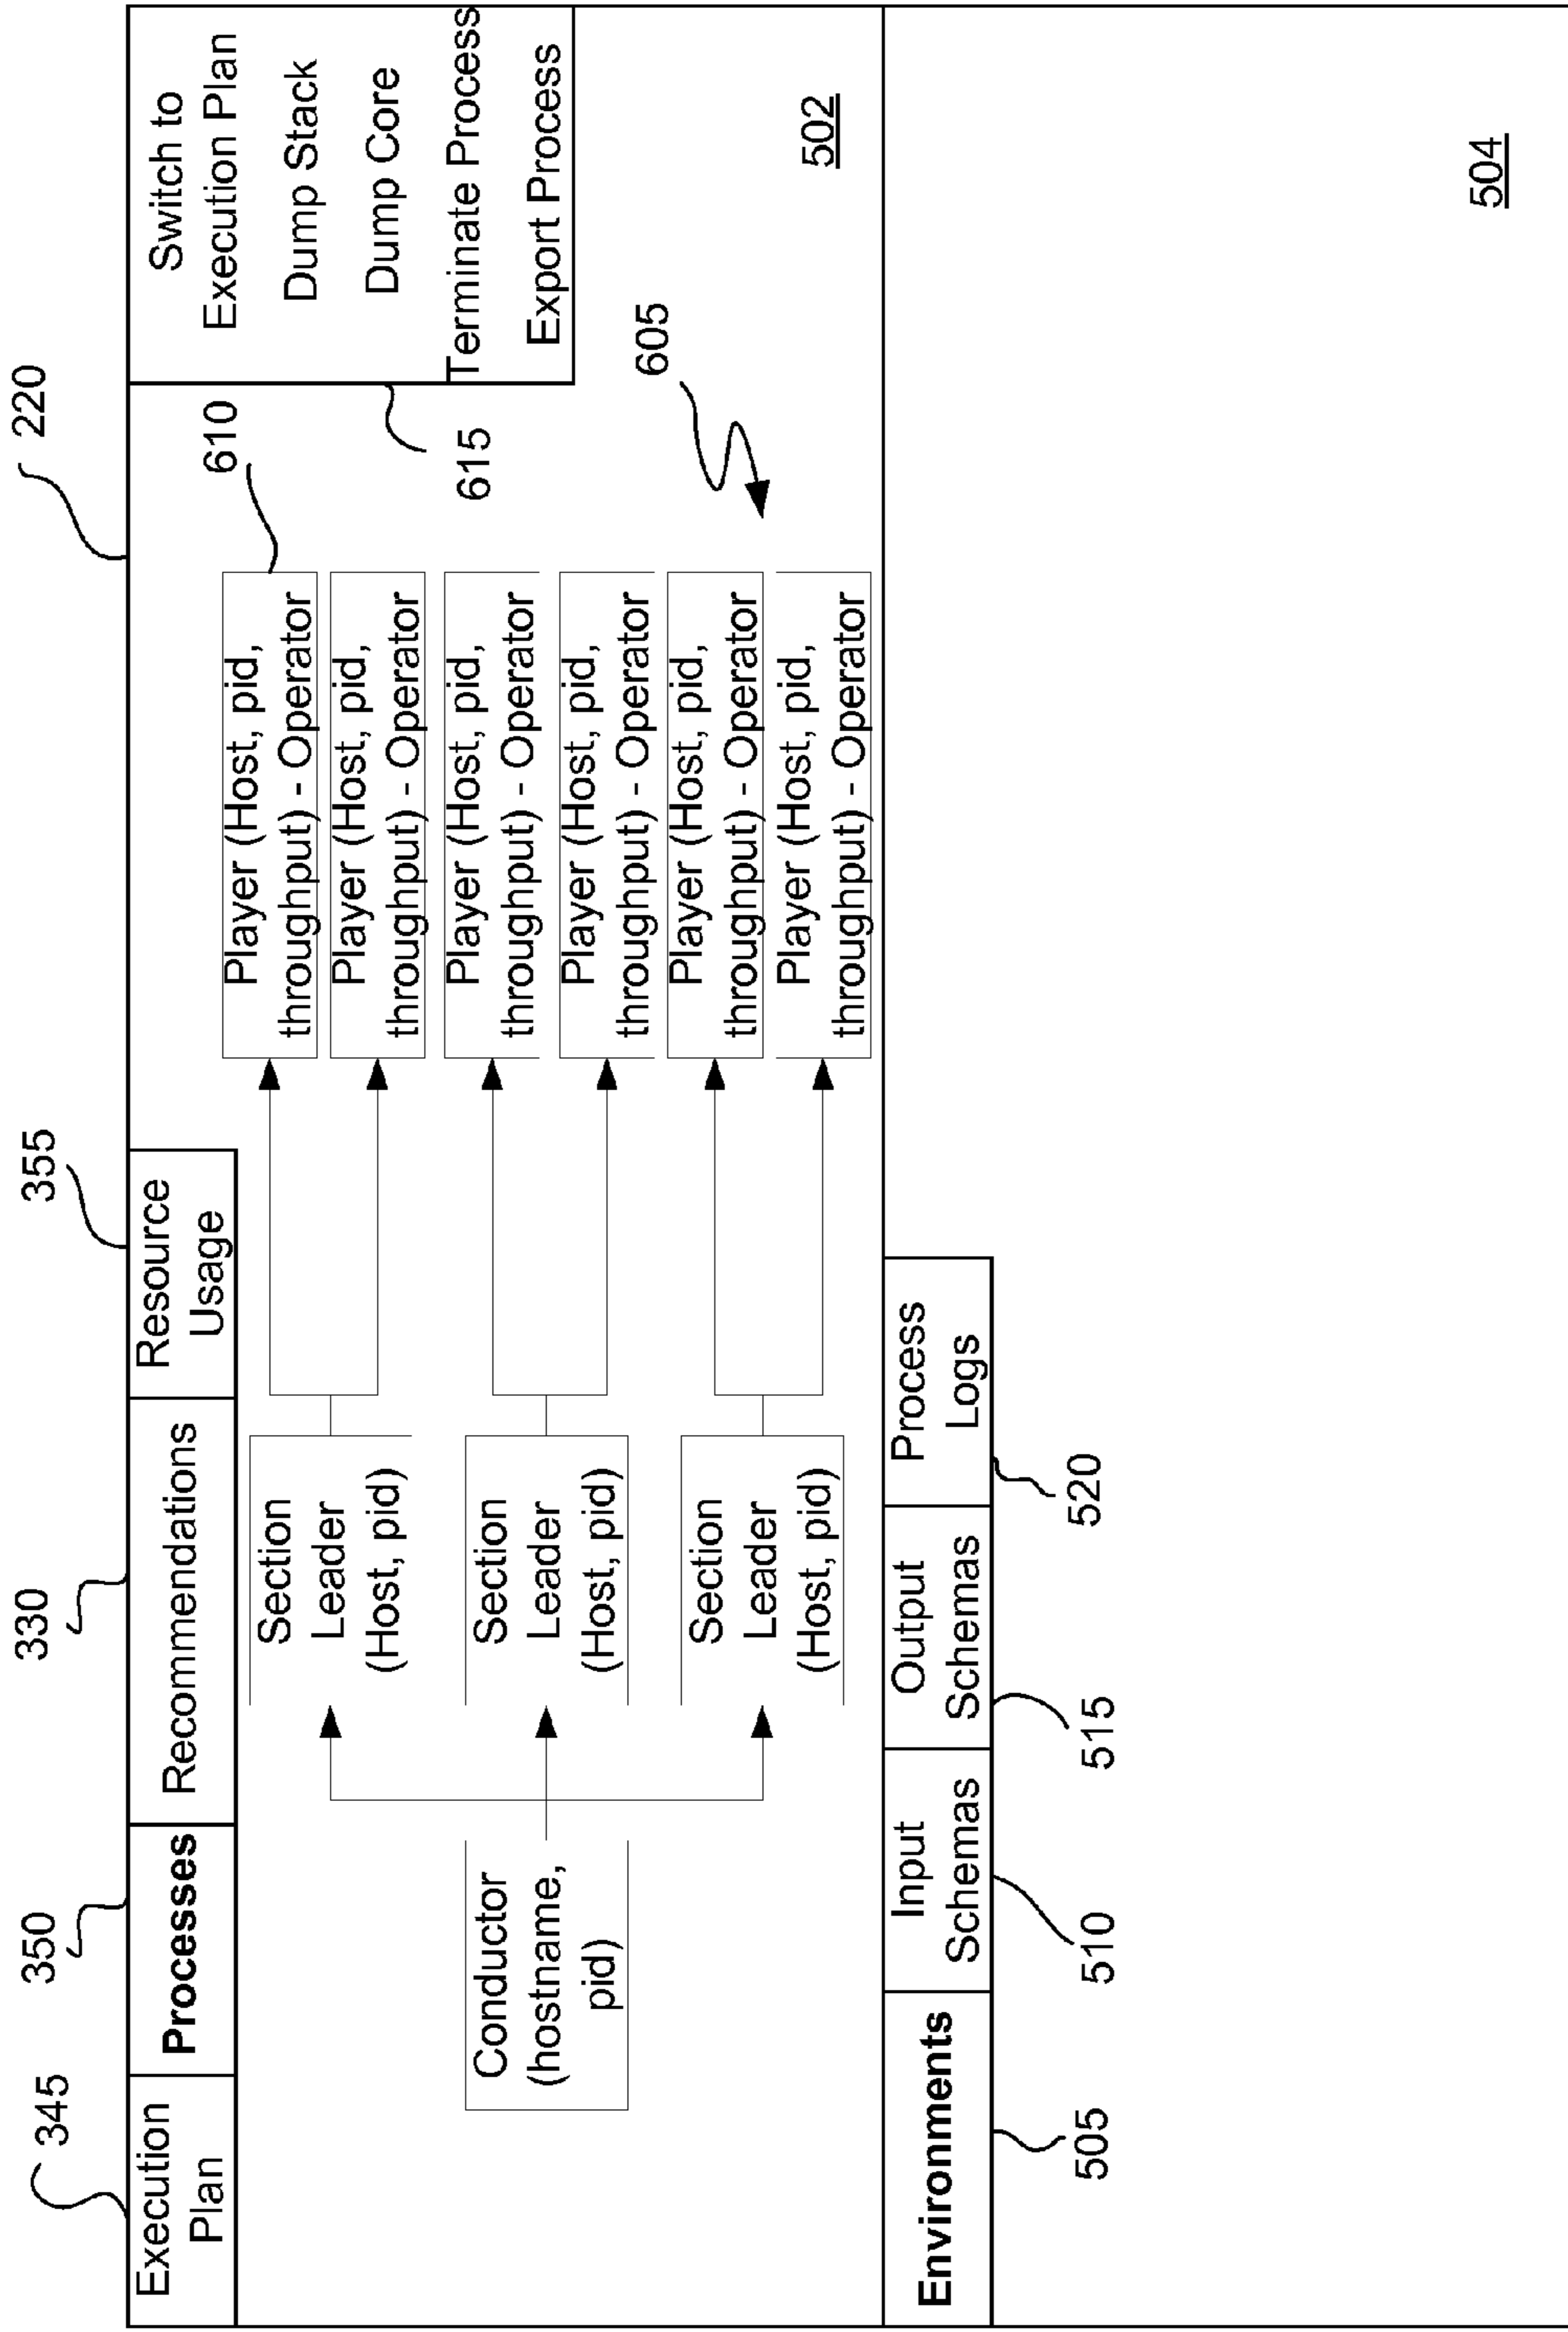 220
345
350
330
355
Execution
Plan
Processes
Recommendations
Resource
Usage
Switch to
Execution Plan
Dump Stack
Dump Core
Terminate Process
Export Process
610
615
605
Conductor
(hostname,
pid)
Section
Leader
(Host, pid)
Section
Leader
(Host, pid)
Section
Leader
(Host, pid)
Player (Host, pid,
throughput) - Operator
Player (Host, pid,
throughput) - Operator
Player (Host, pid,
throughput) - Operator
Player (Host, pid,
throughput) - Operator
Player (Host, pid,
throughput) - Operator
Player (Host, pid,
throughput) - Operator
502
Environments
Input
Schemas
Output
Schemas
Process
Logs
505
510
515
520
504